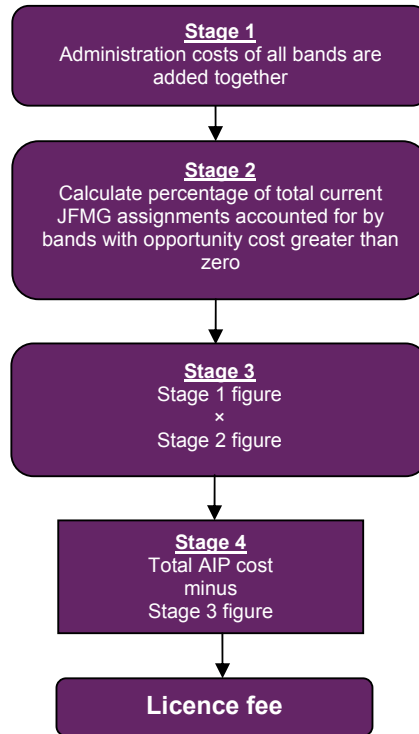 Stage 1
Administration costs of all bands are
added together
Stage 2
Calculate percentage of total current
JFMG assignments accounted for by
bands with opportunity cost greater than
zero
Stage 3
Stage 1 figure
×
Stage 2 figure
Stage 4
Total AIP cost
minus
Stage 3 figure
Licence fee